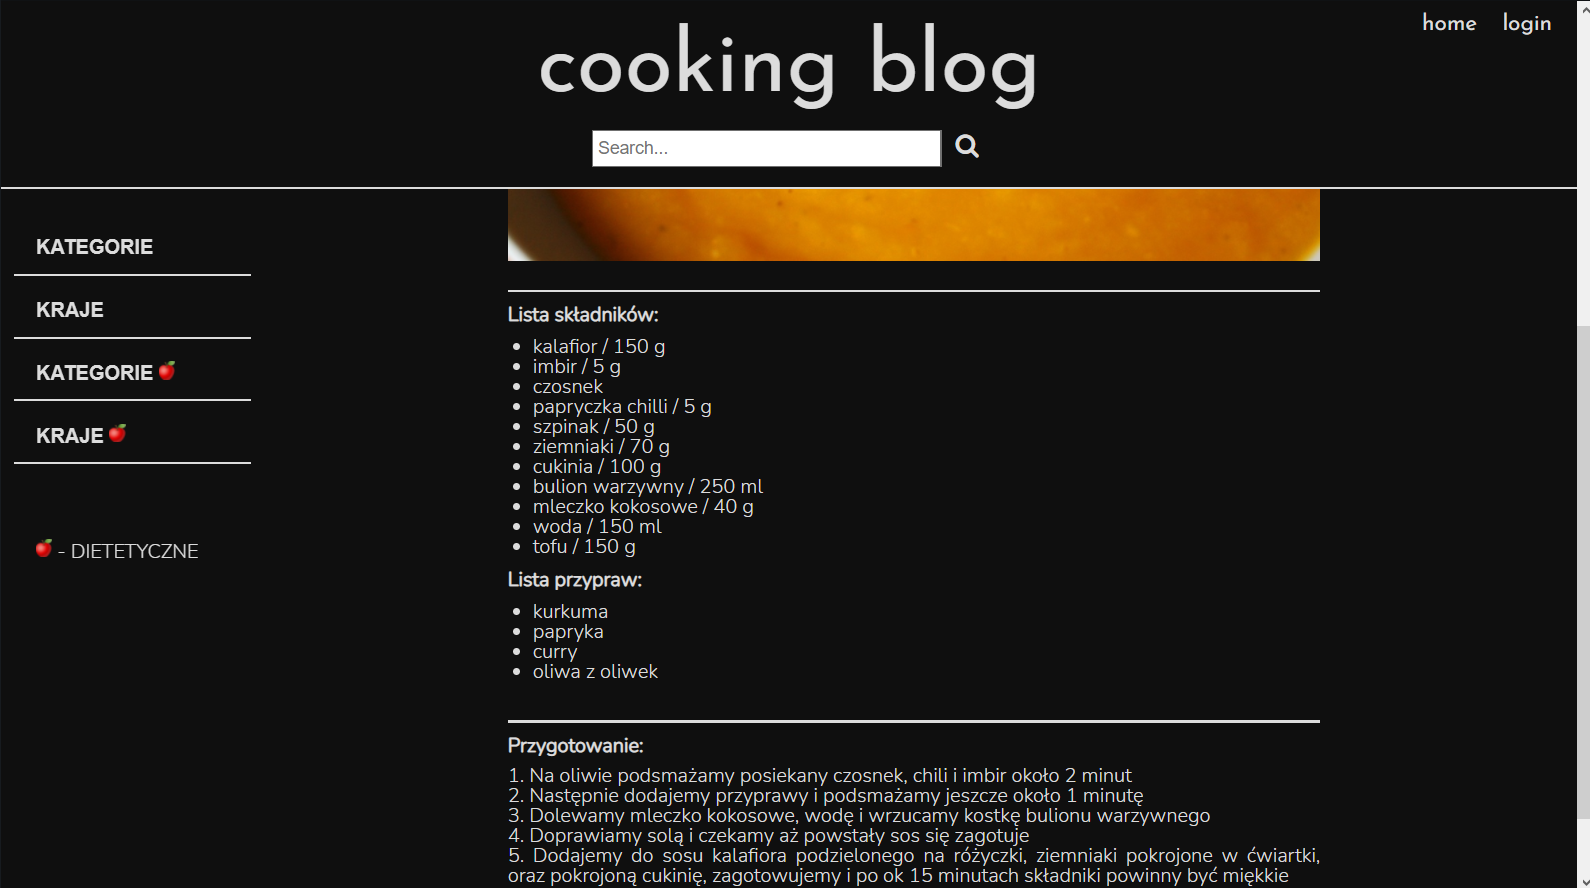 home login
cooking blog
Search...
KATEGORIE
KRAJE
KATEGORIE
KRAJE
- DIETETYCZNE
Lista składników:
kalafior / 150 g
imbir / 5 g
czosnek
papryczka chilli / 5 g
szpinak / 50 g
ziemniaki / 70 g
cukinia / 100 g
bulion warzywny / 250 ml
mleczko kokosowe / 40 g
woda / 150 ml
tofu / 150 g
Lista przypraw:
kurkuma
papryka
curry
oliwa z oliwek
Przygotowanie:
1. Na oliwie podsmażamy posiekany czosnek, chili i imbir około 2 minut
2. Następnie dodajemy przyprawy i podsmażamy jeszcze około 1 minutę
3. Dolewamy mleczko kokosowe, wodę i wrzucamy kostkę bulionu warzywnego
4. Doprawiamy solą i czekamy aż powstały sos się zagotuje
5. Dodajemy do sosu kalafiora podzielonego na różyczki, ziemniaki pokrojone w ćwiartki,
oraz pokrojoną cukinię, zagotowujemy i po ok 15 minutach składniki powinny być miękkie